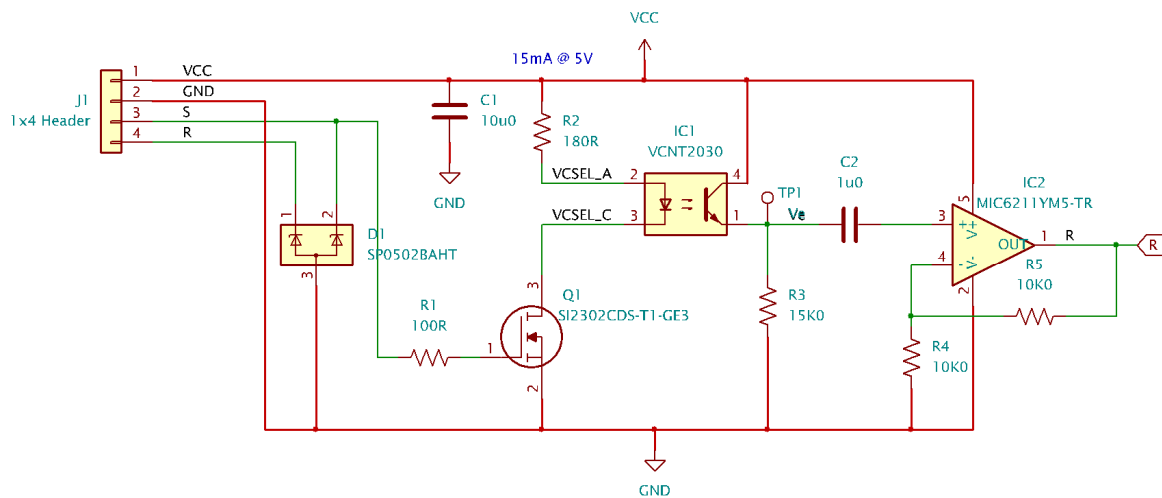 VCC
15mA @ 5V
J1
1x4 Header
1
VCC
2
GND
3
S
4
R
C1
10u0
GND
R2
180R
IC1
VCNT2030
VCSEL_A
2
4
VCSEL_C
3
1
TP1
Ve
C2
1u0
IC2
MIC6211YM5-TR
5
3
+
V+
OUT
1
R
R
4
-
V-
2
R5
10K0
1
2
D1
SP0502BAHT
3
R1
100R
3
Q1
SI2302CDS-T1-GE3
1
2
R3
15K0
R4
10K0
GND